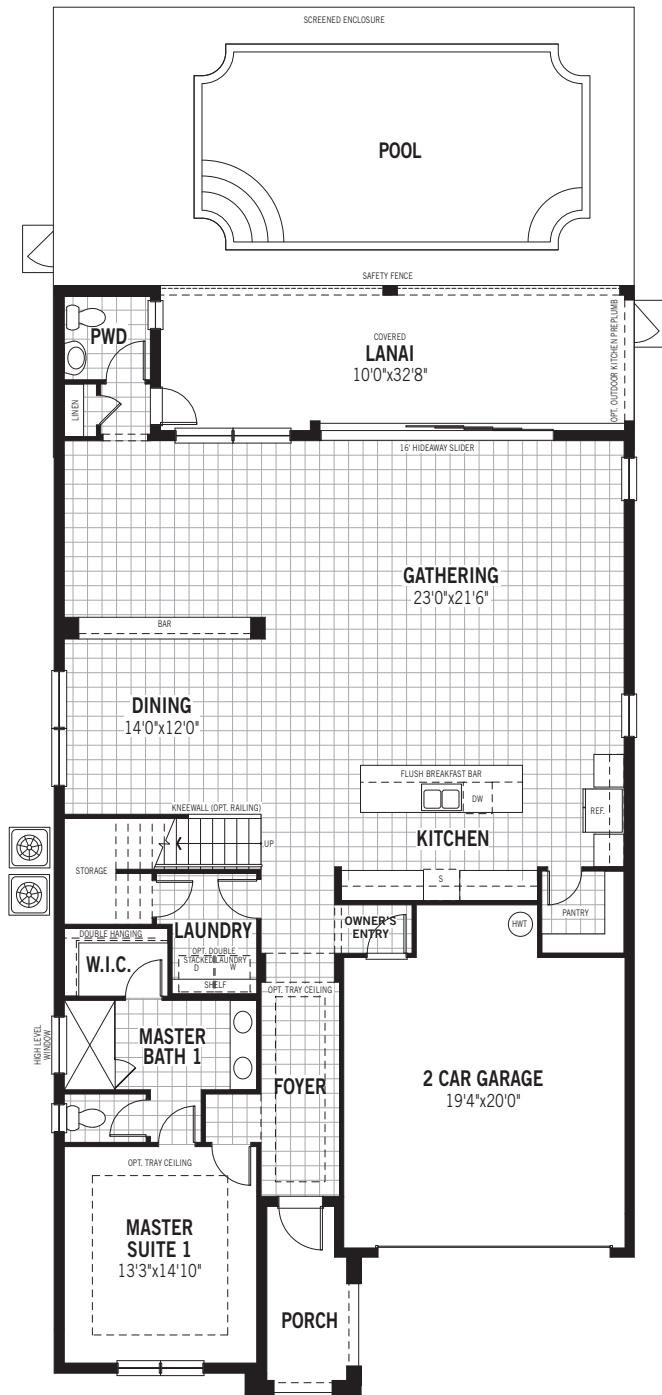 SCREENED ENCLOSURE
POOL
SAFETY FENCE
PWD
COVERED
LANAI
10'0"x32'8"
OPT. OUTDOOR KITCHEN PREPLUMB
LINEN
16' HIDEAWAY SLIDER
GATHERING
23'0"x21'6"
BAR
DINING
14'0"x12'0"
FLUSH BREAKFAST BAR
DW
REF.
KNEEWALL (OPT. RAILING)
UP
KITCHEN
STORAGE
S
LAUNDRY
OPT. DOUBLE
STACKED LAUNDRY
D W
SHELF
OWNER'S
ENTRY
HWT
PANTRY
DOUBLE HANGING
W.I.C.
OPT. TRAY CEILING
HIGH LEVEL
WINDOW
MASTER
BATH 1
FOYER
2 CAR GARAGE
19'4"x20'0"
OPT. TRAY CEILING
MASTER
SUITE 1
13'3"x14'10"
PORCH